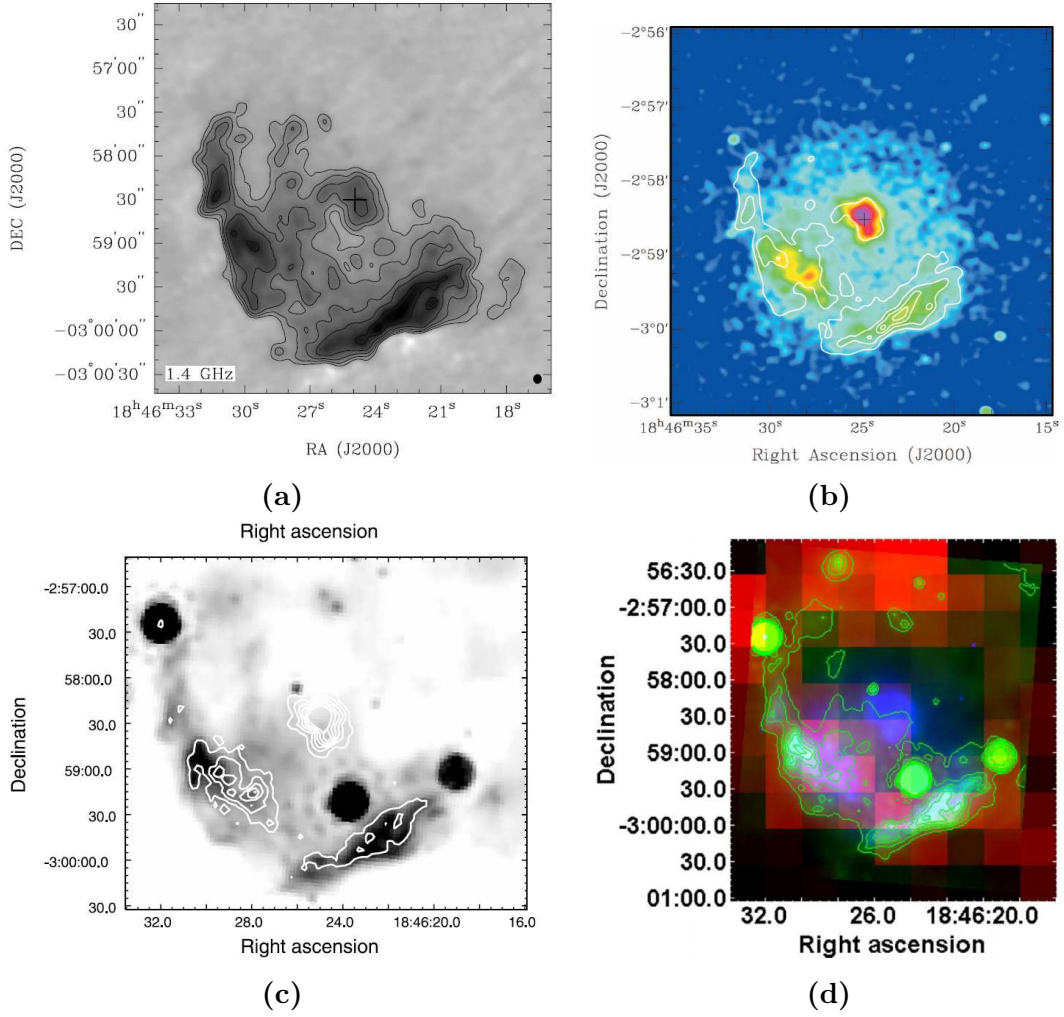 30″
57′00″
30″
58′00″
30″
59′00″
30″
−03°00′00″
−03°00′30″
DEC (J2000)
1.4 GHz
18ʰ46ᵐ33ˢ
30ˢ
27ˢ
24ˢ
21ˢ
18ˢ
RA (J2000)
(a)
−2°56′
−2°57′
−2°58′
−2°59′
−3°0′
−3°1′
Declination (J2000)
18ʰ46ᵐ35ˢ
30ˢ
25ˢ
20ˢ
15ˢ
Right Ascension (J2000)
(b)
Right ascension
-2:57:00.0
30.0
58:00.0
30.0
59:00.0
30.0
-3:00:00.0
30.0
Declination
32.0
28.0
24.0
18:46:20.0
16.0
Right ascension
(c)
56:30.0
-2:57:00.0
30.0
58:00.0
30.0
59:00.0
30.0
-3:00:00.0
30.0
01:00.0
Declination
32.0
26.0
18:46:20.0
Right ascension
(d)